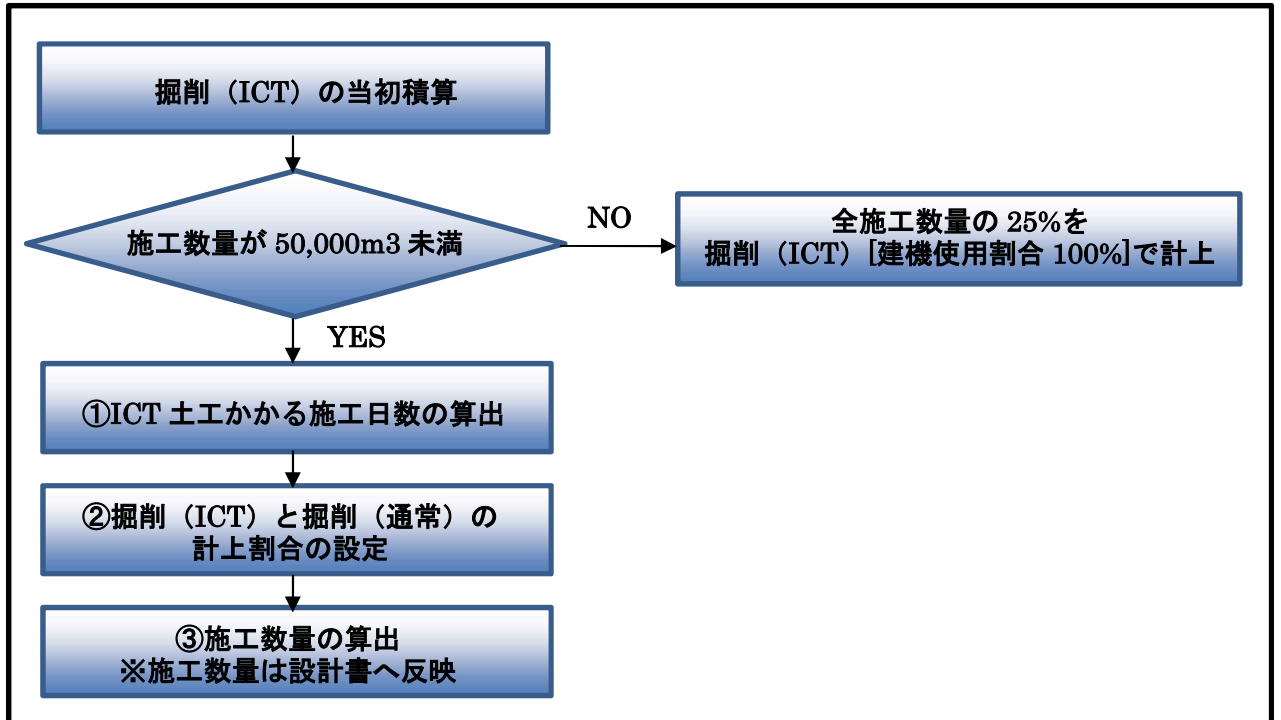 掘削（ICT）の当初積算
施工数量が 50,000m3 未満
NO
全施工数量の 25%を
掘削（ICT）[建機使用割合 100%]で計上
YES
①ICT 土工かかる施工日数の算出
②掘削（ICT）と掘削（通常）の
計上割合の設定
③施工数量の算出
※施工数量は設計書へ反映